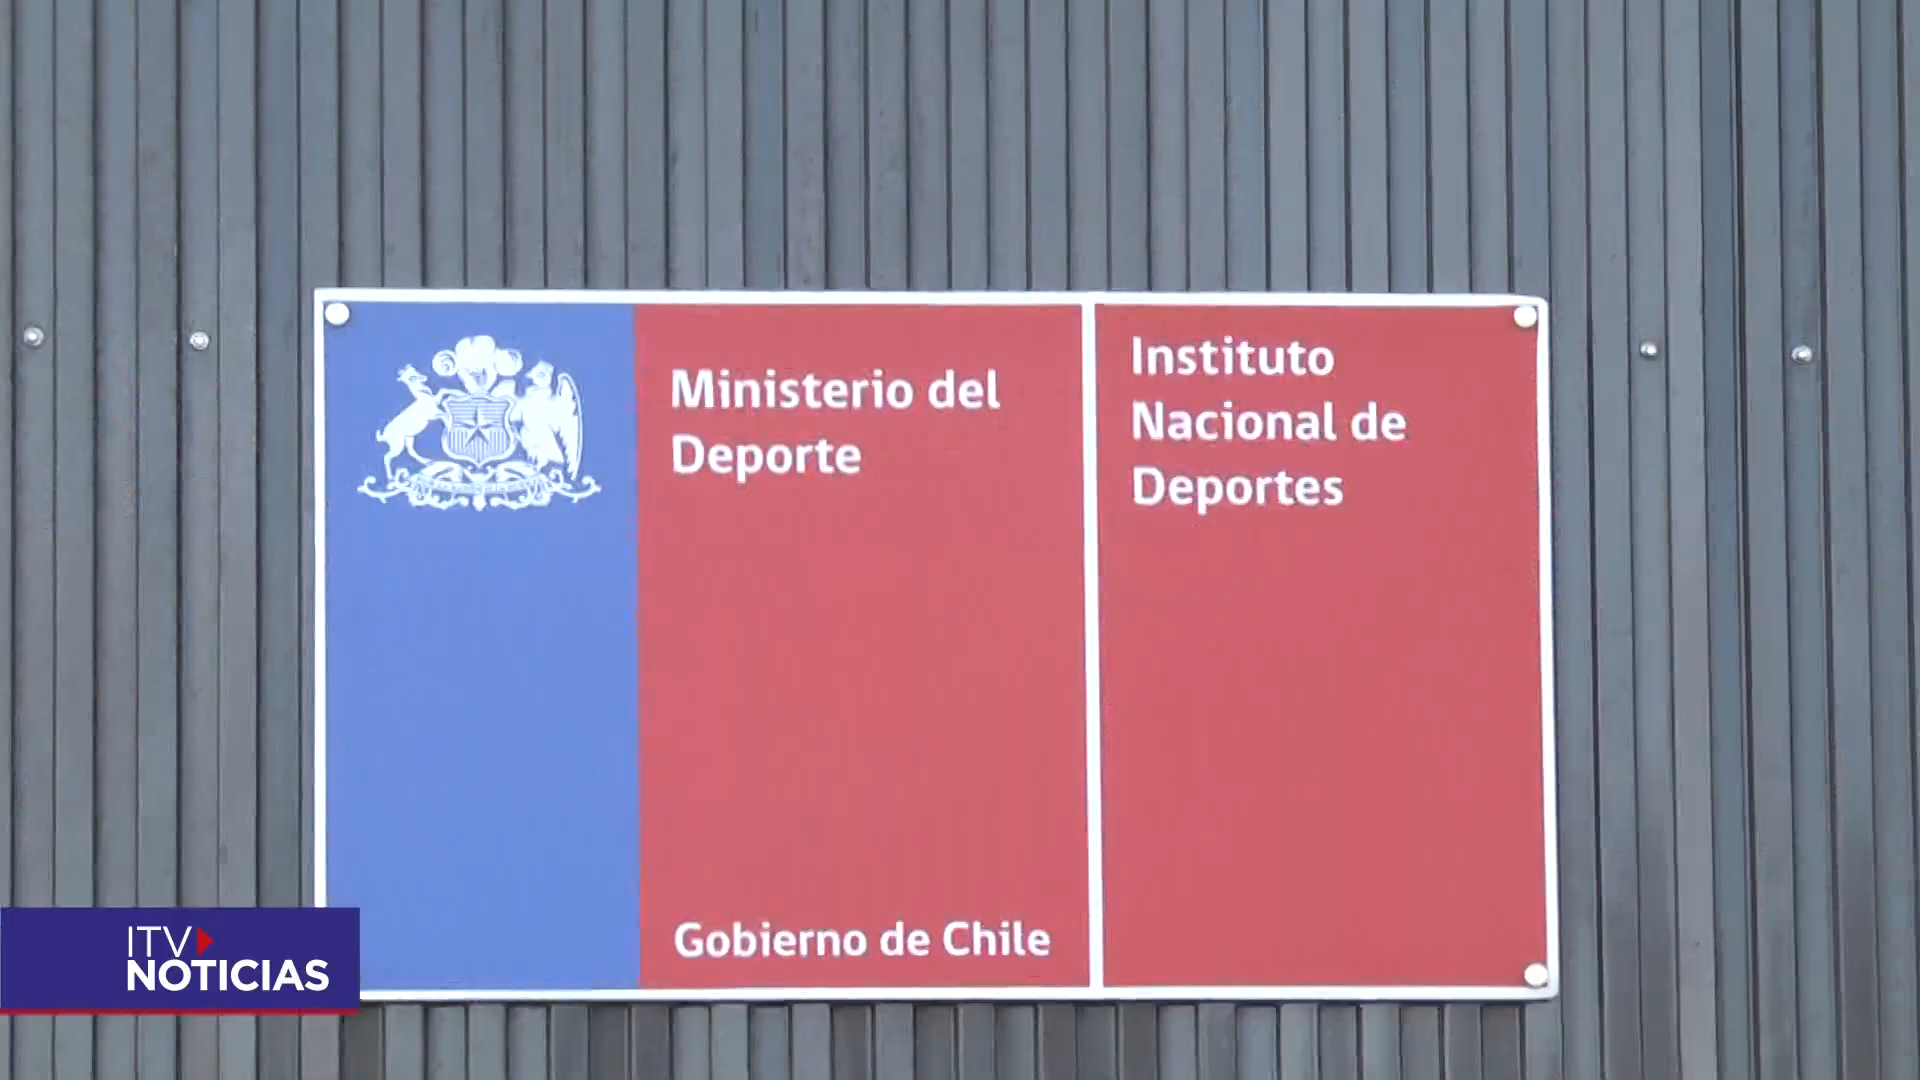 Ministerio del
Deporte
Gobierno de Chile
Instituto
Nacional de
Deportes
ITV
NOTICIAS